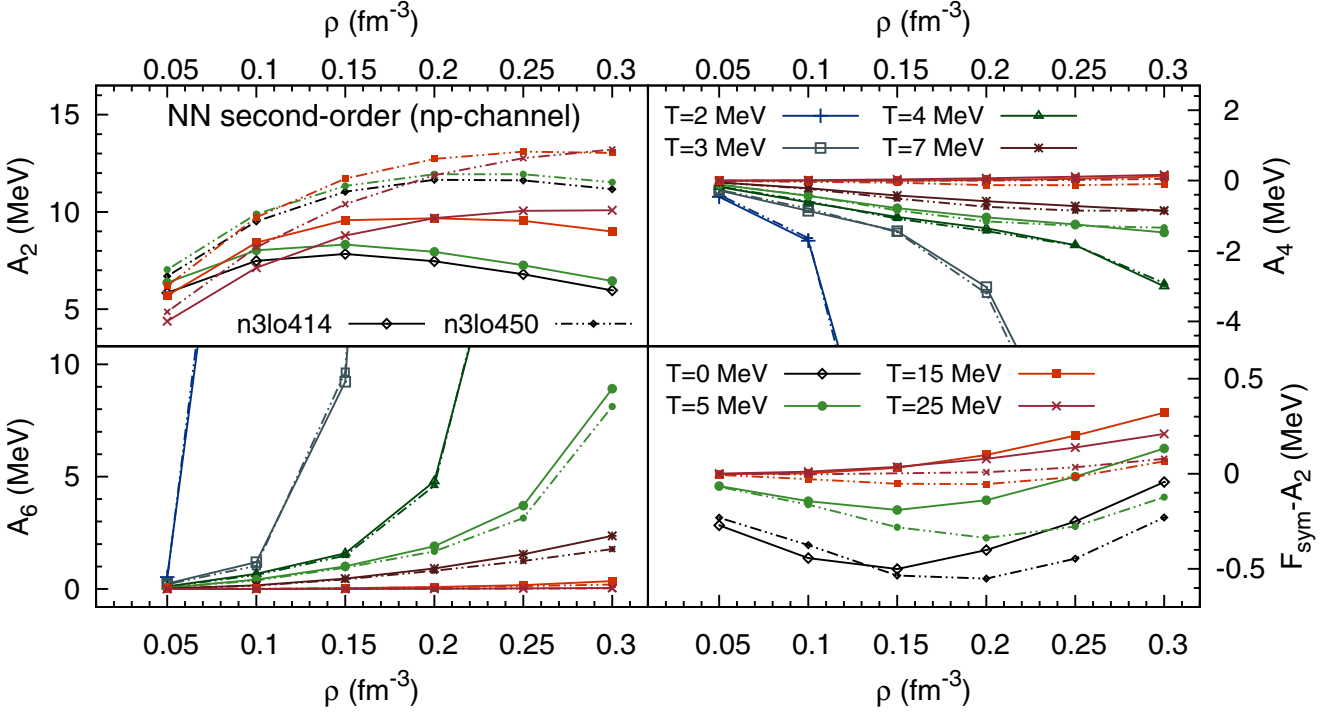 ρ (fm⁻³) ρ (fm⁻³)
0.05 0.1 0.15 0.2 0.25 0.3 0.05 0.1 0.15 0.2 0.25 0.3
NN second-order (np-channel)
A₂ (MeV)
15
10
5
n3lo414 n3lo450
T=2 MeV T=4 MeV
T=3 MeV T=7 MeV
2
0
-2
-4
A₄ (MeV)
A₆ (MeV)
10
5
0
T=0 MeV T=15 MeV
T=5 MeV T=25 MeV
0.5
0
-0.5
F_sym-A₂ (MeV)
0.05 0.1 0.15 0.2 0.25 0.3 0.05 0.1 0.15 0.2 0.25 0.3
ρ (fm⁻³) ρ (fm⁻³)